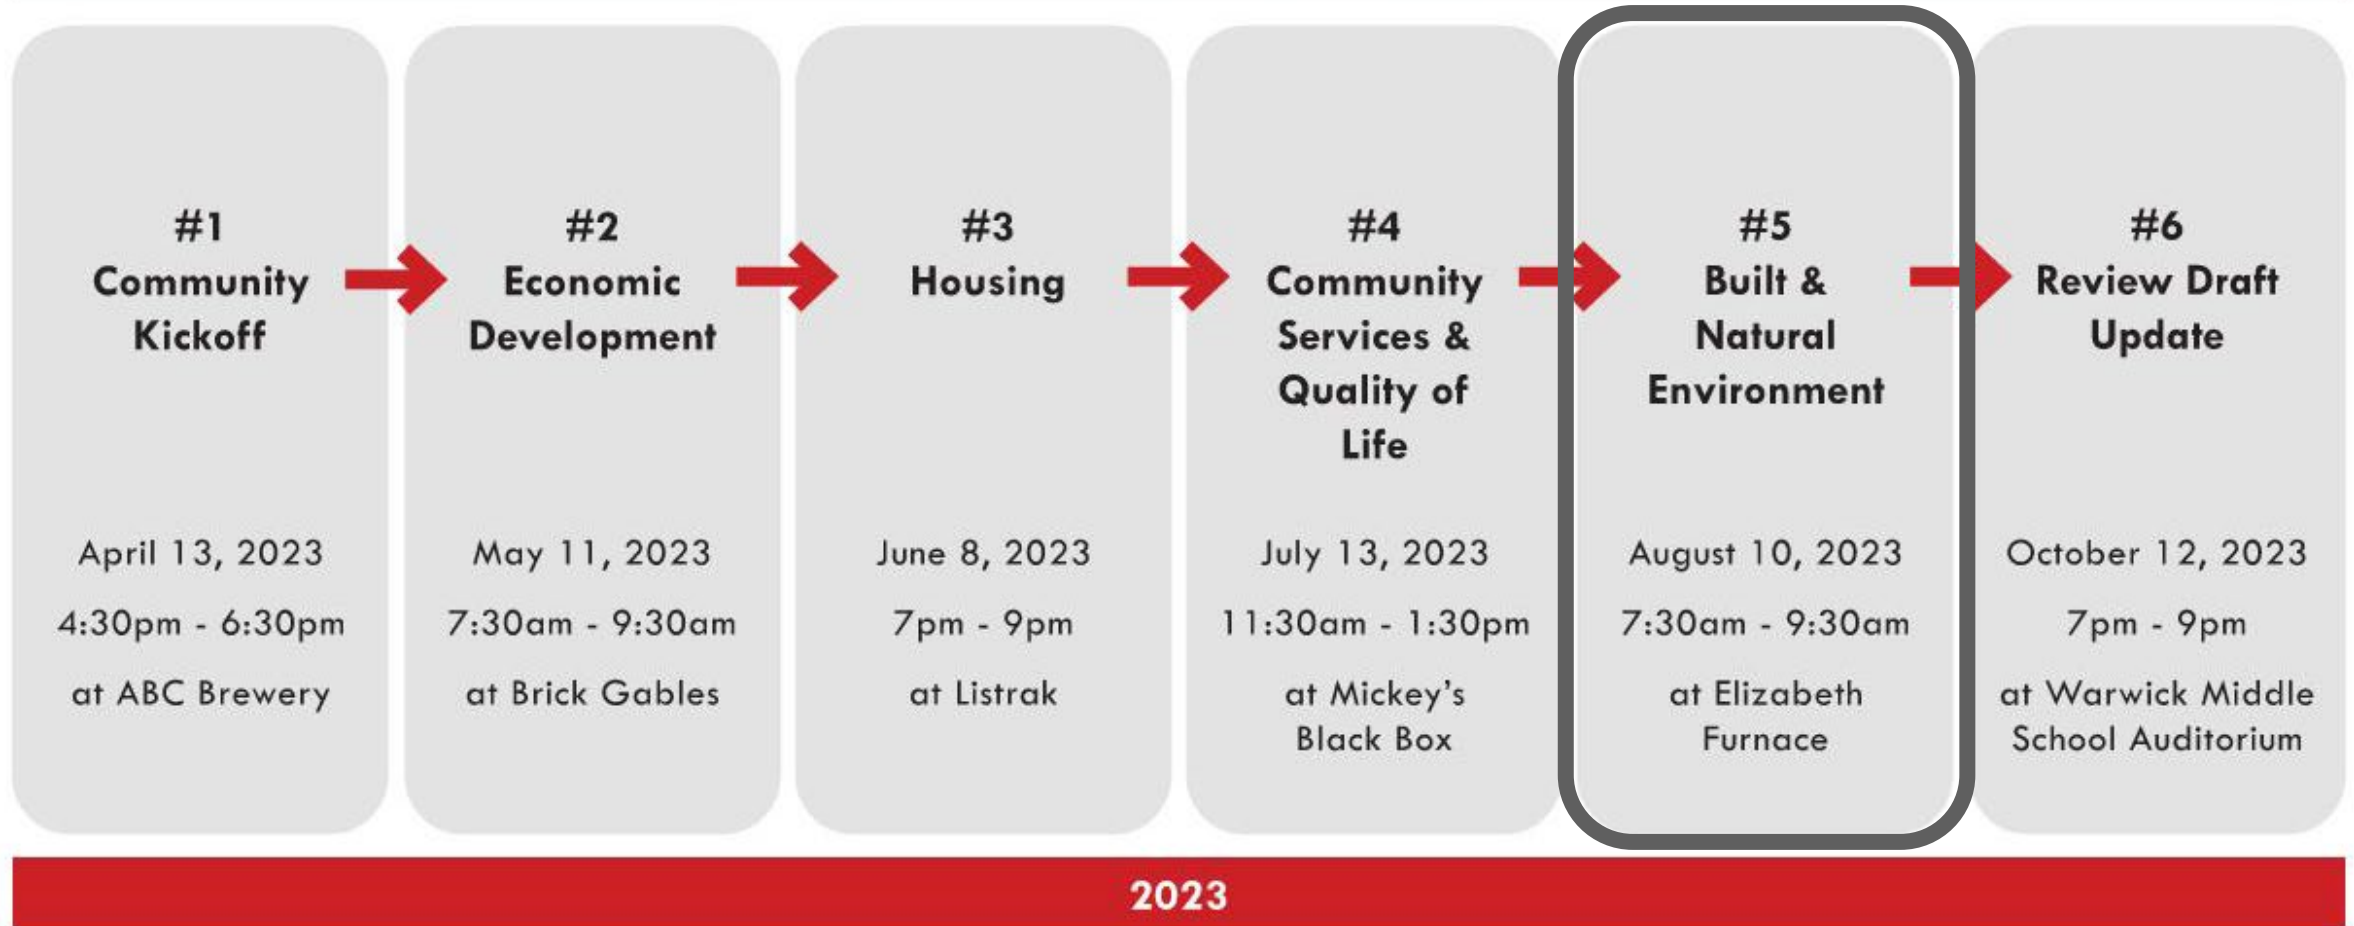 #1
Community
Kickoff
April 13, 2023
4:30pm - 6:30pm
at ABC Brewery
#2
Economic
Development
May 11, 2023
7:30am - 9:30am
at Brick Gables
#3
Housing
June 8, 2023
7pm - 9pm
at Listrak
#4
Community
Services &
Quality of
Life
July 13, 2023
11:30am - 1:30pm
at Mickey’s
Black Box
#5
Built &
Natural
Environment
August 10, 2023
7:30am - 9:30am
at Elizabeth
Furnace
#6
Review Draft
Update
October 12, 2023
7pm - 9pm
at Warwick Middle
School Auditorium
2023